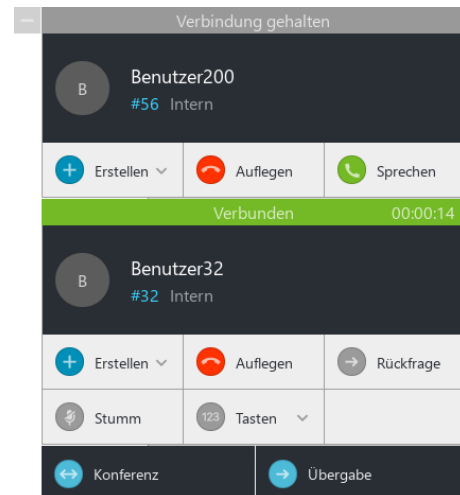 Verbindung gehalten
B
Benutzer200
#56 Intern
Erstellen
Auflegen
Sprechen
Verbunden
00:00:14
B
Benutzer32
#32 Intern
Erstellen
Auflegen
Rückfrage
Stumm
123
Tasten
Konferenz
Übergabe